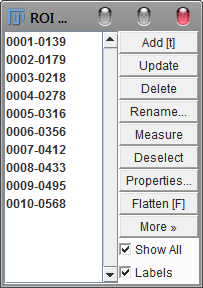 ROI ...
0001-0139
0002-0179
0003-0218
0004-0278
0005-0316
0006-0356
0007-0412
0008-0433
0009-0495
0010-0568
Add [t]
Update
Delete
Rename...
Measure
Deselect
Properties...
Flatten [F]
More »
Show All
Labels